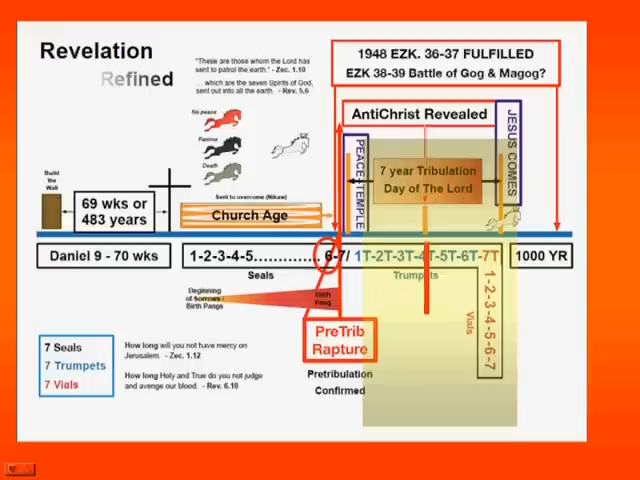 Revelation
Refined
"These are those whom the Lord has
sent to patrol the earth." - Zec. 1.10
... which are the seven Spirits of God,
sent out into all the earth. - Rev. 5.6
1948 EZK. 36-37 FULFILLED
EZK 38-39 Battle of Gog & Magog?
AntiChrist Revealed
No peace
Famine
Death
Build
the
Wall
69 wks or
483 years
Sent to overcome (Nikaw)
Church Age
PEACE-TEMPLE
7 year Tribulation
Day of The Lord
JESUS COMES
Daniel 9 - 70 wks
1-2-3-4-5.............. 6-7/ 1T-2T-3T-4T-5T-6T-7T
1000 YR
Seals
Trumpets
Beginning
of Sorrows /
Birth Pangs
Birth
Pang
Vials
1-2-3-4-5-6-7
PreTrib
Rapture
Pretribulation
Confirmed
7 Seals
7 Trumpets
7 Vials
How long will you not have mercy on
Jerusalem. - Zec. 1.12
How long Holy and True do you not judge
and avenge our blood. - Rev. 6.10